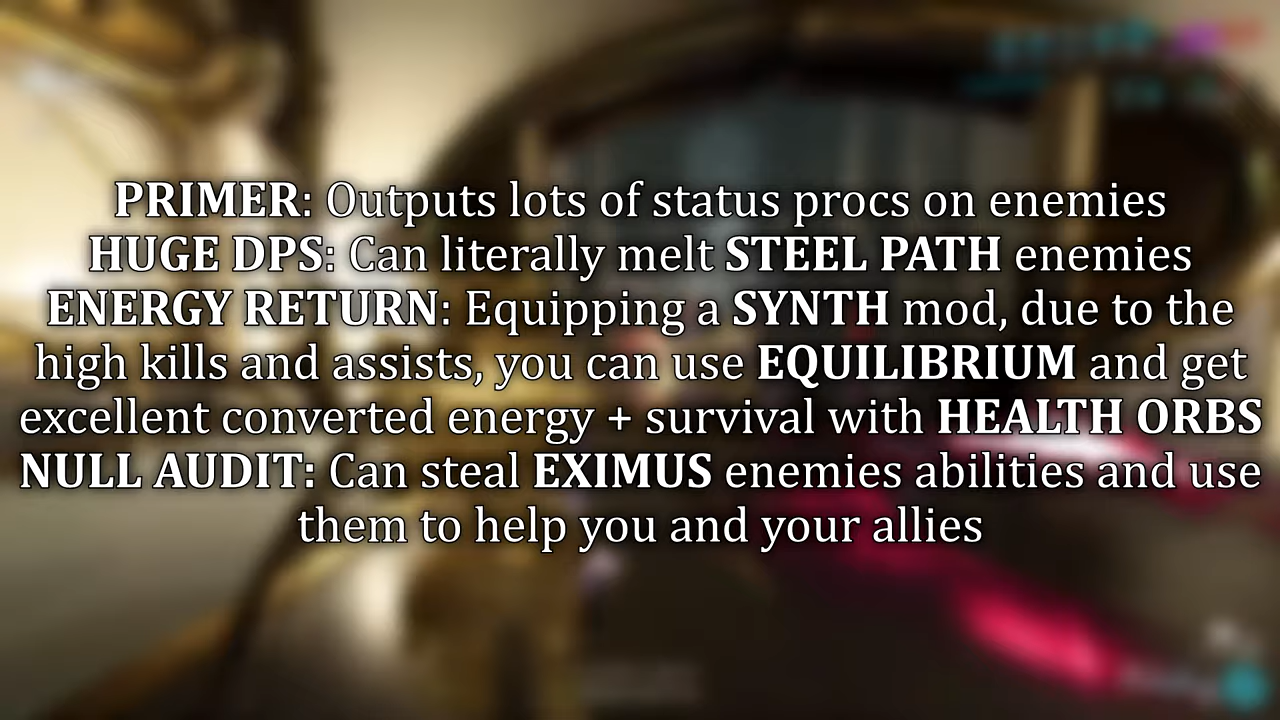 PRIMER: Outputs lots of status procs on enemies
HUGE DPS: Can literally melt STEEL PATH enemies
ENERGY RETURN: Equipping a SYNTH mod, due to the
high kills and assists, you can use EQUILIBRIUM and get
excellent converted energy + survival with HEALTH ORBS
NULL AUDIT: Can steal EXIMUS enemies abilities and use
them to help you and your allies